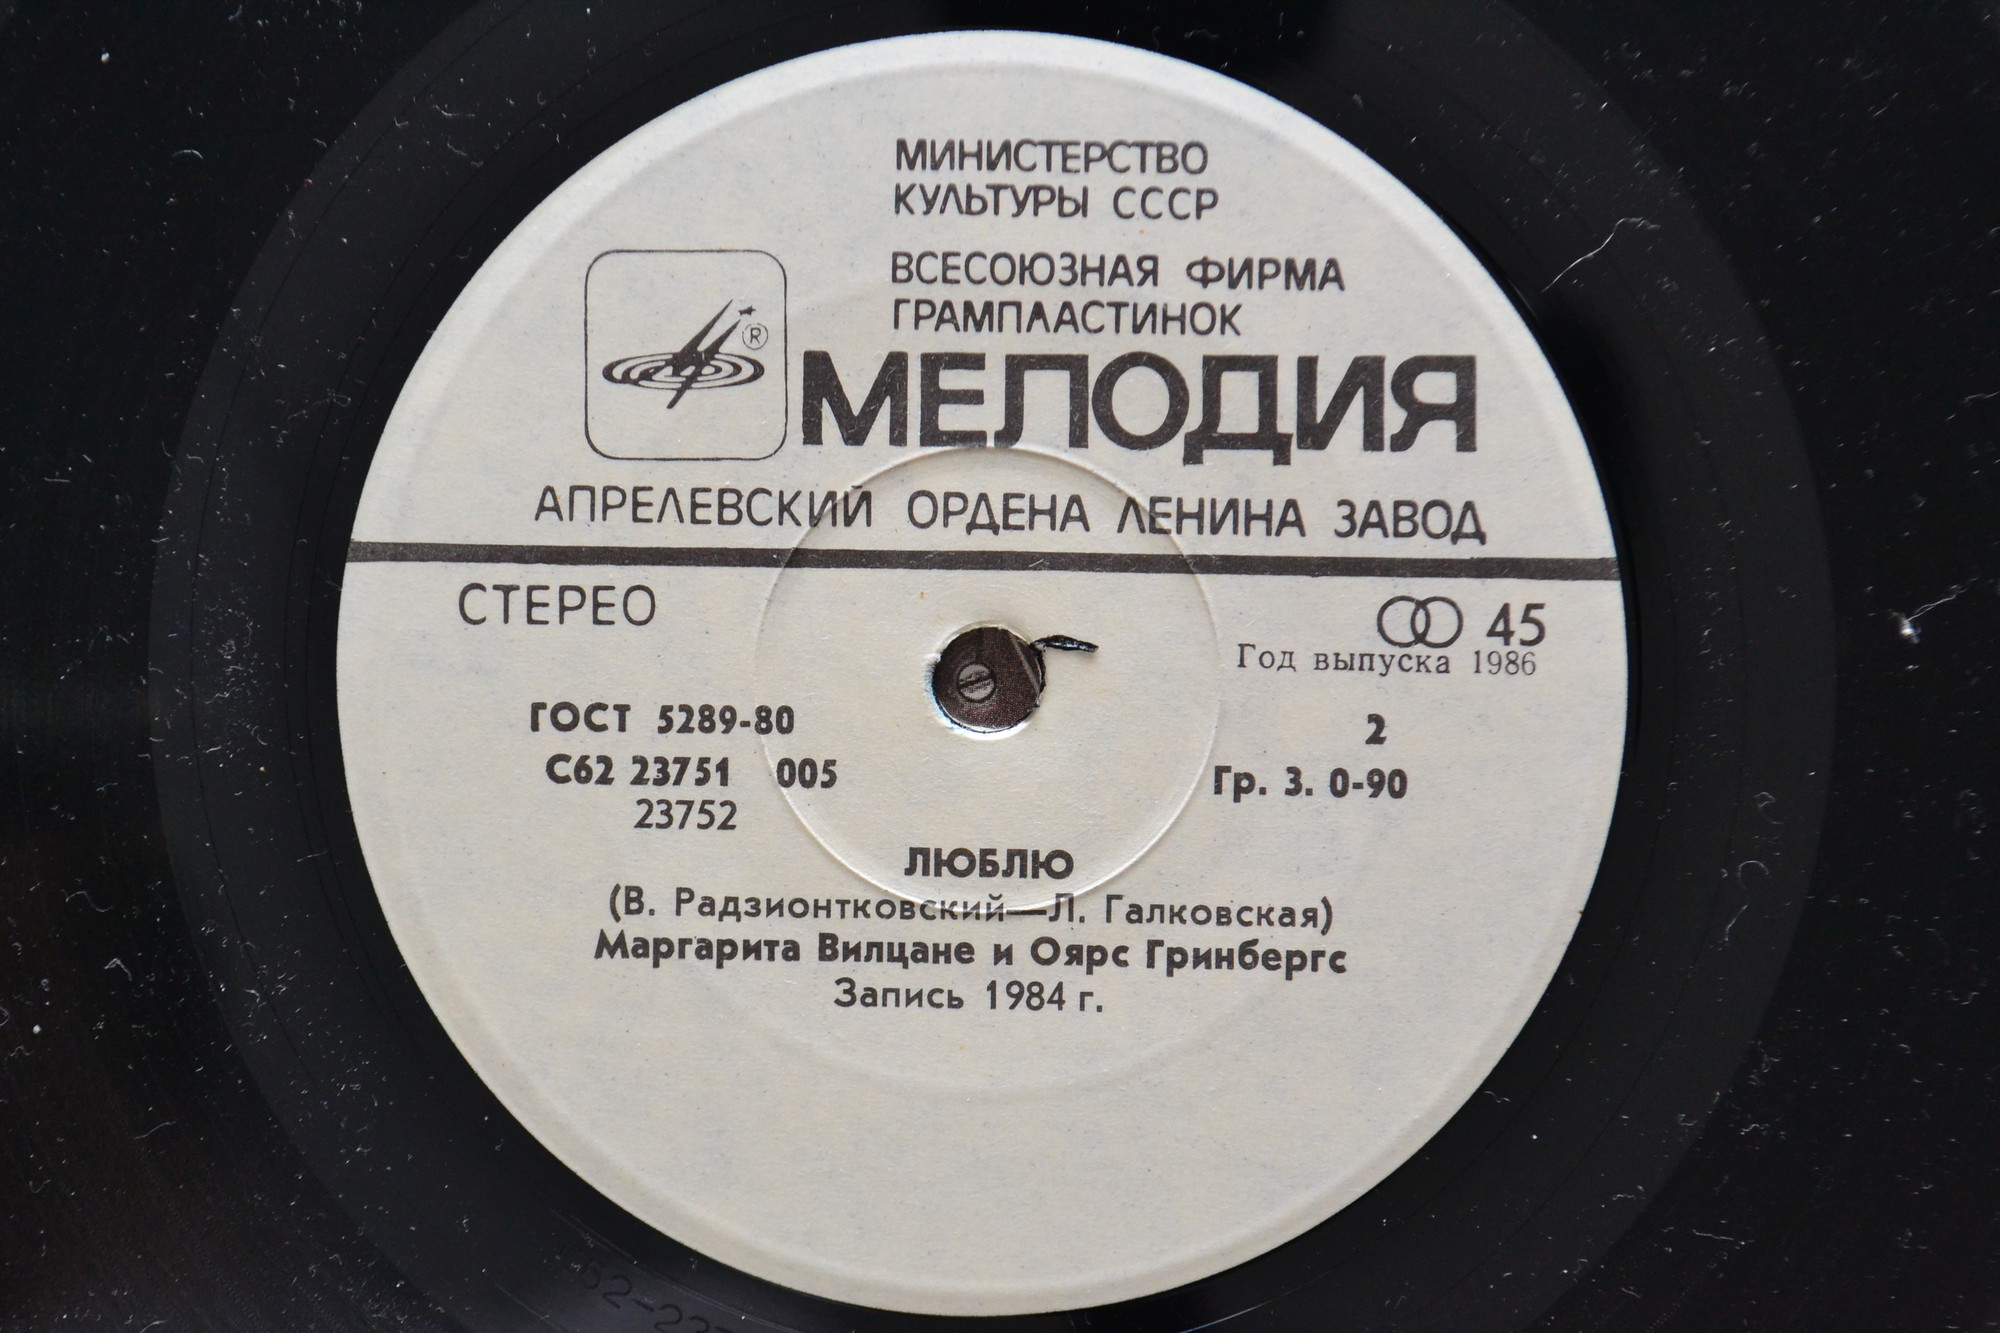 МИНИСТЕРСТВО
КУЛЬТУРЫ СССР
ВСЕСОЮЗНАЯ ФИРМА
ГРАМПЛАСТИНОК
®
МЕЛОДИЯ
АПРЕЛЕВСКИЙ ОРДЕНА ЛЕНИНА ЗАВОД
СТЕРЕО
45
Год выпуска 1986
ГОСТ 5289-80
2
С62 23751 005
Гр. 3. 0-90
23752
ЛЮБЛЮ
(В. Радзионтковский—Л. Галковская)
Маргарита Вилцане и Оярс Гринбергс
Запись 1984 г.